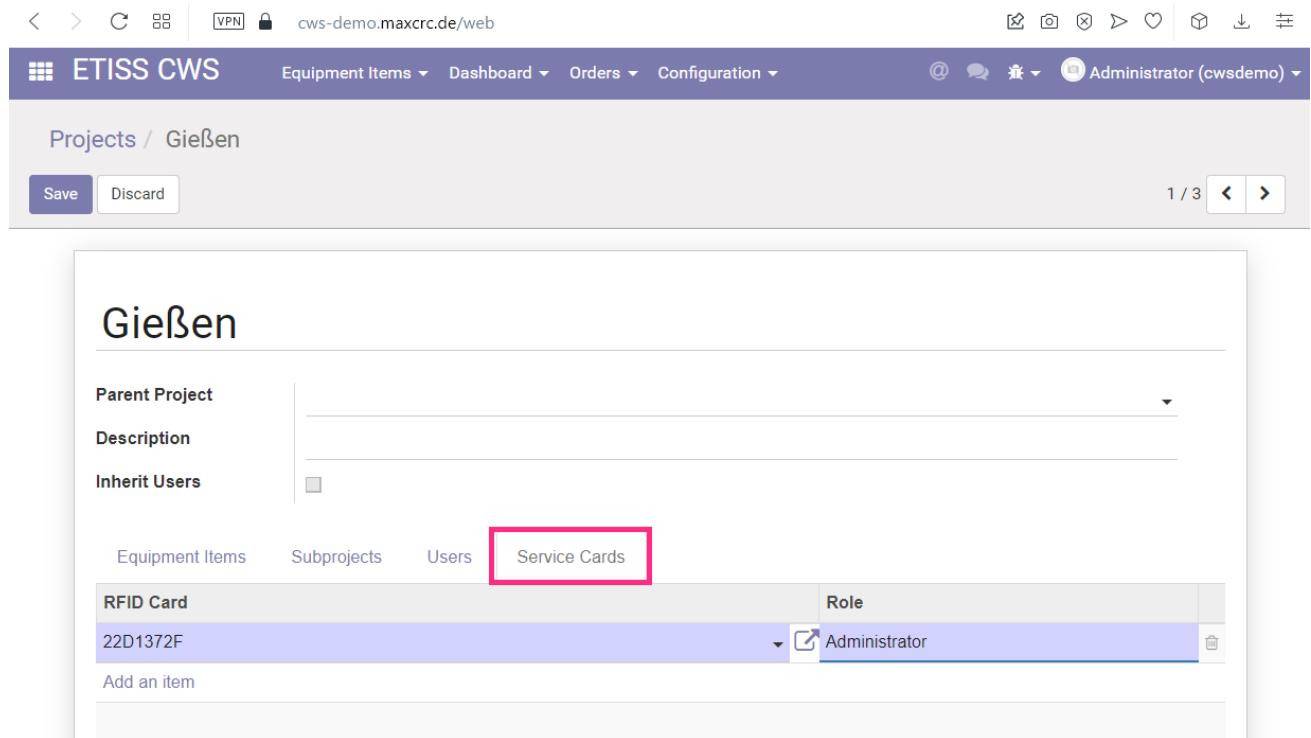 VPN cws-demo.maxcrc.de/web
ETISS CWS Equipment Items Dashboard Orders Configuration @ Administrator (cwsdemo)
Projects / Gießen
Save Discard 1 / 3
Gießen
Parent Project
Description
Inherit Users
Equipment Items Subprojects Users Service Cards
RFID Card Role
22D1372F Administrator
Add an item